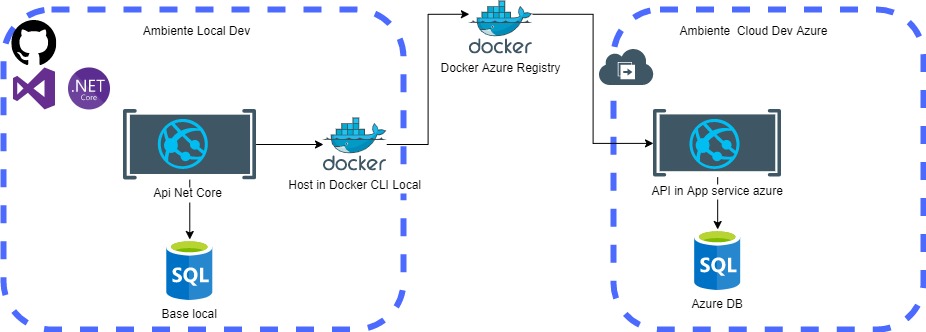 Ambiente Local Dev
.NET
Core
Api Net Core
SQL
Base local
docker
Host in Docker CLI Local
docker
Docker Azure Registry
Ambiente  Cloud Dev Azure
API in App service azure
SQL
Azure DB